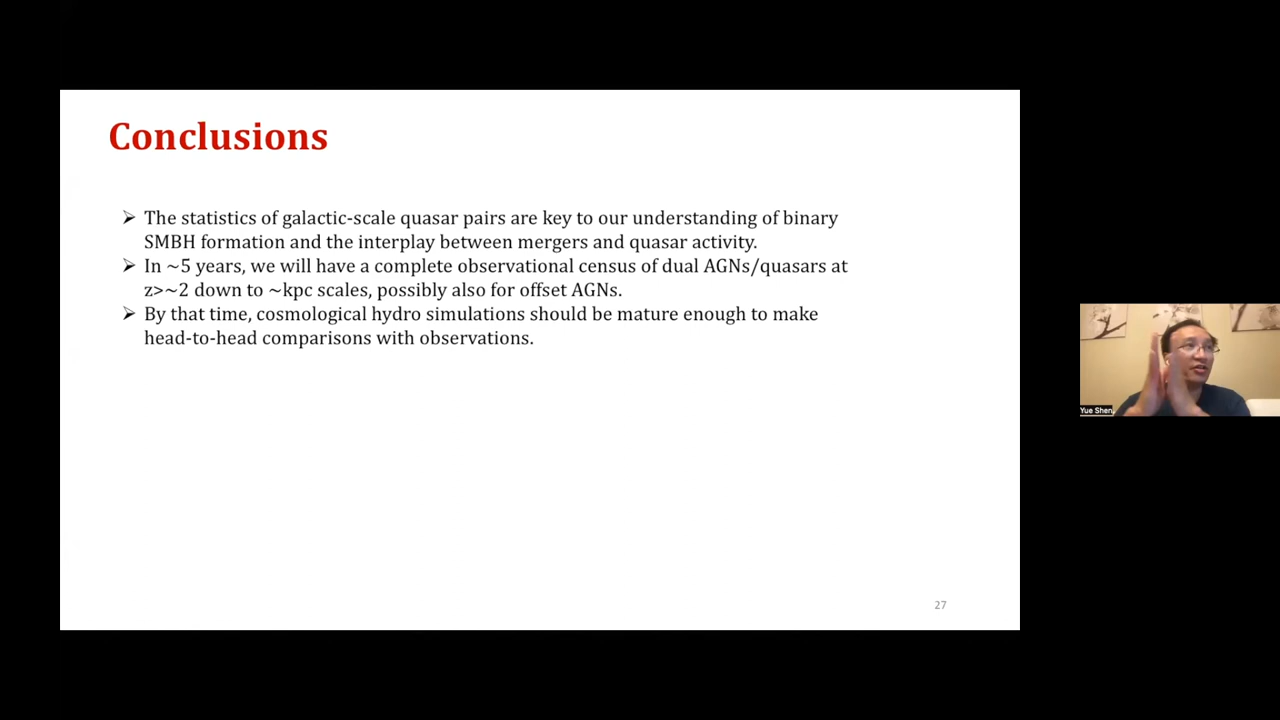 Conclusions
➢ The statistics of galactic-scale quasar pairs are key to our understanding of binary
SMBH formation and the interplay between mergers and quasar activity.
➢ In ~5 years, we will have a complete observational census of dual AGNs/quasars at
z>~2 down to ~kpc scales, possibly also for offset AGNs.
➢ By that time, cosmological hydro simulations should be mature enough to make
head-to-head comparisons with observations.
27
Yue Shen